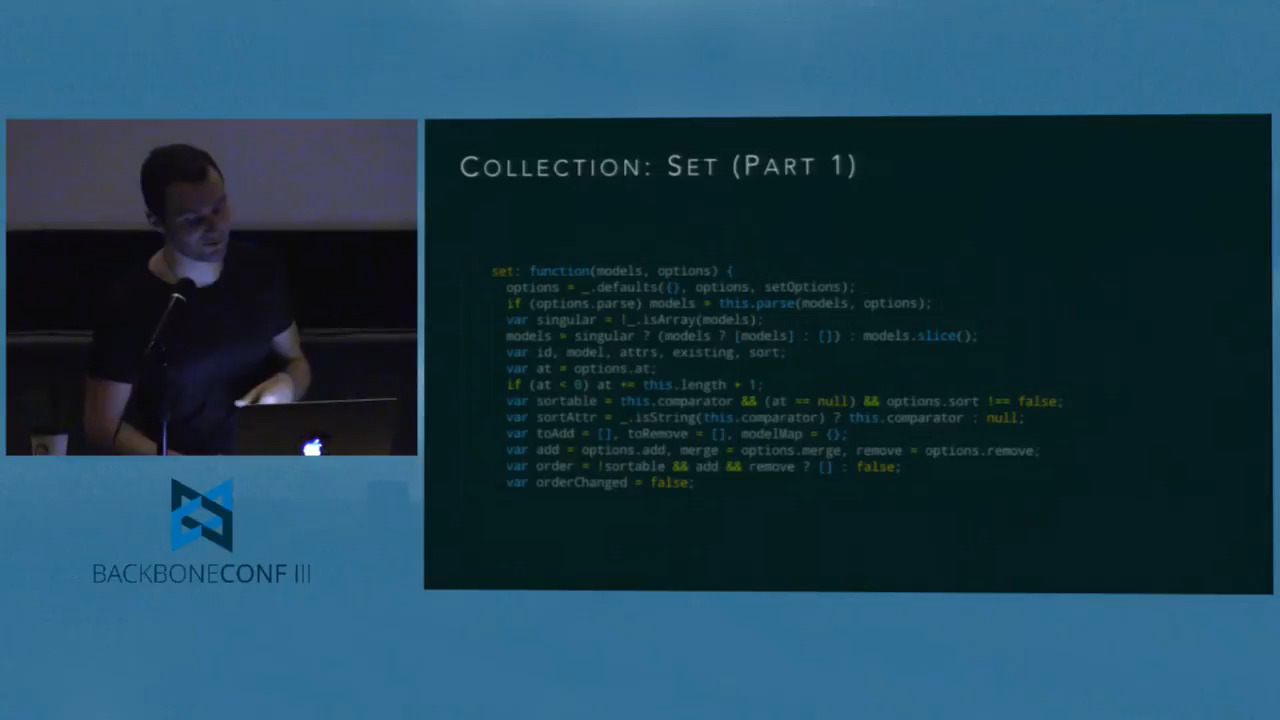 COLLECTION: SET (PART 1)
set: function(models, options) {
options = _.defaults({}, options, setOptions);
if (options.parse) models = this.parse(models, options);
var singular = !_.isArray(models);
models = singular ? (models ? [models] : []) : models.slice();
var id, model, attrs, existing, sort;
var at = options.at;
if (at < 0) at += this.length + 1;
var sortable = this.comparator && (at == null) && options.sort !== false;
var sortAttr = _.isString(this.comparator) ? this.comparator : null;
var toAdd = [], toRemove = [], modelMap = {};
var add = options.add, merge = options.merge, remove = options.remove;
var order = !sortable && add && remove ? [] : false;
var orderChanged = false;
BACKBONECONF III